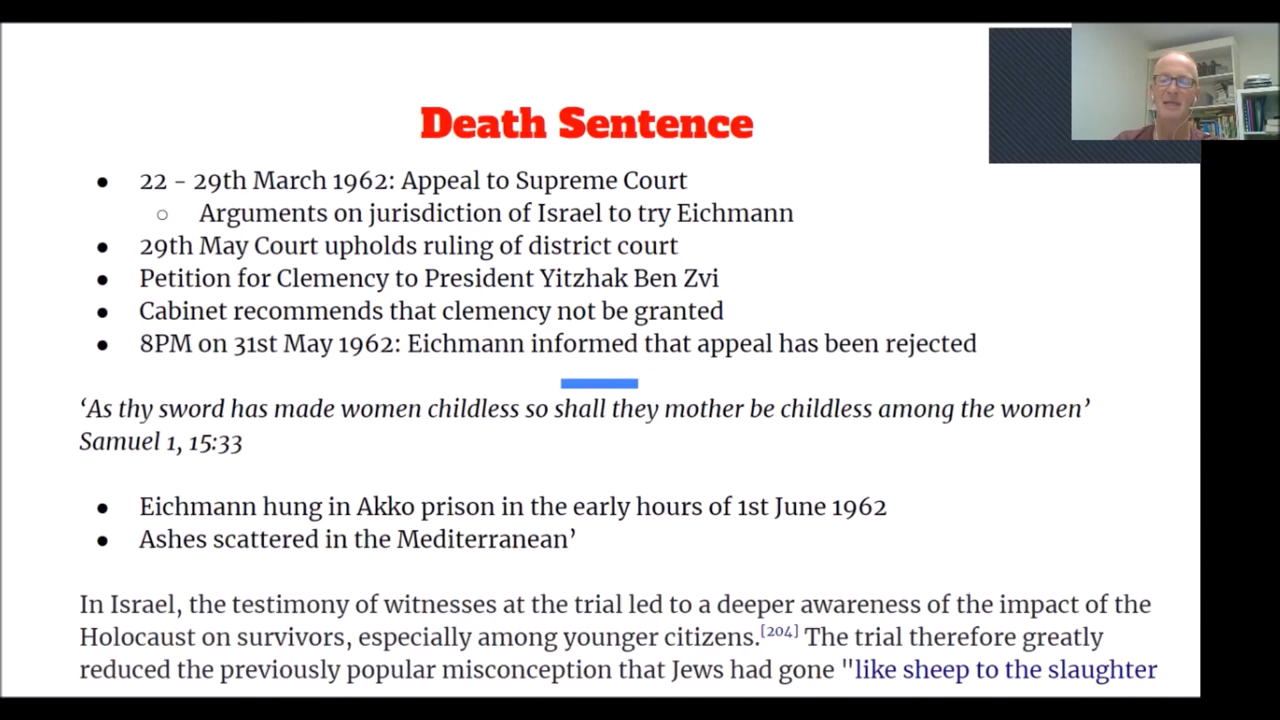 Death Sentence
● 22 - 29th March 1962: Appeal to Supreme Court
○ Arguments on jurisdiction of Israel to try Eichmann
● 29th May Court upholds ruling of district court
● Petition for Clemency to President Yitzhak Ben Zvi
● Cabinet recommends that clemency not be granted
● 8PM on 31st May 1962: Eichmann informed that appeal has been rejected
‘As thy sword has made women childless so shall they mother be childless among the women’
Samuel 1, 15:33
● Eichmann hung in Akko prison in the early hours of 1st June 1962
● Ashes scattered in the Mediterranean’
In Israel, the testimony of witnesses at the trial led to a deeper awareness of the impact of the
Holocaust on survivors, especially among younger citizens.[204] The trial therefore greatly
reduced the previously popular misconception that Jews had gone "like sheep to the slaughter